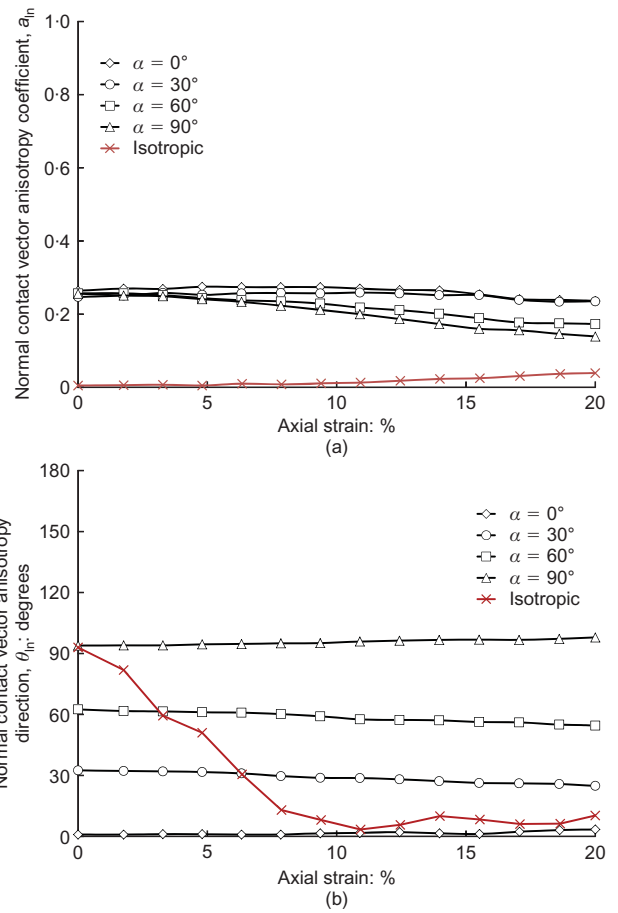 1·0
0·8
0·6
0·4
0·2
0
Normal contact vector anisotropy coefficient, aIn
α = 0°
α = 30°
α = 60°
α = 90°
Isotropic
0 5 10 15 20
Axial strain: %
(a)
180
150
120
90
60
30
0
Normal contact vector anisotropy
direction, θIn: degrees
α = 0°
α = 30°
α = 60°
α = 90°
Isotropic
0 5 10 15 20
Axial strain: %
(b)